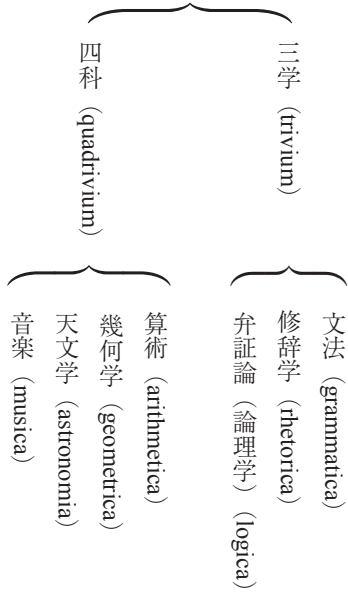 三学（trivium）
文法（grammatica）
修辞学（rhetorica）
弁証論（論理学）（logica）
四科（quadrivium）
算術（arithmetica）
幾何学（geometrica）
天文学（astronomia）
音楽（musica）